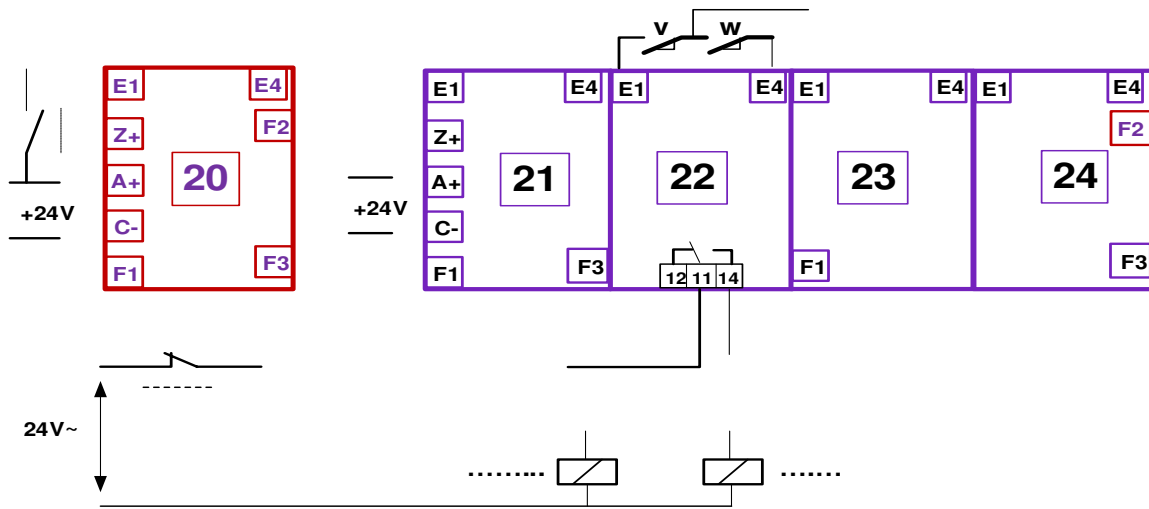 v w
E1 E4 E1 E4 E1 E4 E1 E4 E1 E4
Z+ F2 Z+ F2
A+ 20 A+ 21 22 23 24
+24V C- +24V C-
F1 F3 F1 F3 12 11 14 F1 F3
24V~